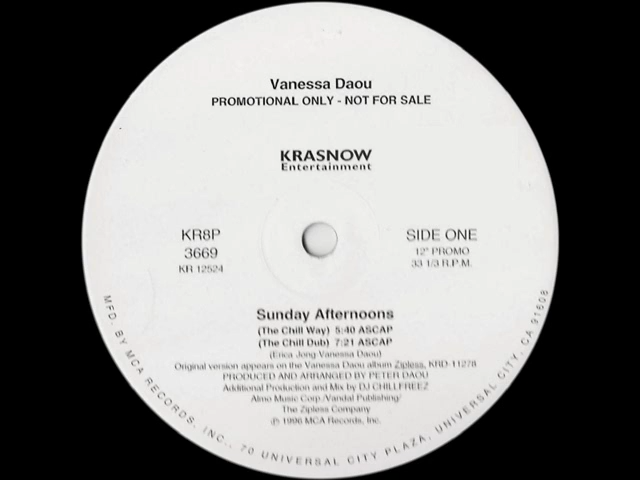 Vanessa Daou
PROMOTIONAL ONLY - NOT FOR SALE
KRASNOW
Entertainment
KR8P
3669
KR 12524
SIDE ONE
12" PROMO
33 1/3 R.P.M.
Sunday Afternoons
(The Chill Way) 5:40 ASCAP
(The Chill Dub) 7:21 ASCAP
(Erica Jong/Vanessa Daou)
Original version appears on the Vanessa Daou album Zipless, KRD-11278
PRODUCED AND ARRANGED BY PETER DAOU
Additional Production and Mix by DJ CHILLFREEZ
Almo Music Corp./Vandal Publishing/
The Zipless Company
℗ 1996 MCA Records, Inc.
MFD. BY MCA RECORDS, INC., 70 UNIVERSAL CITY PLAZA, UNIVERSAL CITY, CA 91608